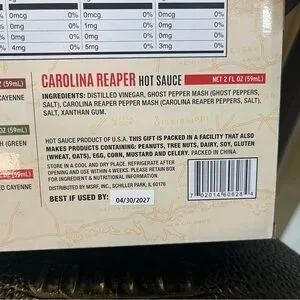 0% 0mcg 0% 0mcg 0%
0% 0mg 0% 1mg 0%
0% 4mg 0% 5mg 0% 3mg 0%
(59mL) CAROLINA REAPER HOT SAUCE NET 2 FL OZ (59mL)
CAYENNE
INGREDIENTS: DISTILLED VINEGAR, GHOST PEPPER MASH (GHOST PEPPERS,
SALT), CAROLINA REAPER PEPPER MASH (CAROLINA REAPER PEPPERS, SALT),
SALT, XANTHAN GUM.
(59mL)
(GREEN
(59mL)
CAYENNE
HOT SAUCE PRODUCT OF U.S.A. THIS GIFT IS PACKED IN A FACILITY THAT ALSO
MAKES PRODUCTS CONTAINING: PEANUTS, TREE NUTS, DAIRY, SOY, GLUTEN
(WHEAT, OATS), EGG, CORN, MUSTARD AND CELERY. PACKED IN CHINA.
STORE IN A COOL AND DRY PLACE. REFRIGERATE AFTER
OPENING AND USE WITHIN 4 WEEKS. PLEASE RETAIN BOX
FOR INGREDIENT & NUTRITIONAL INFORMATION.
DISTRIBUTED BY MSRF, INC., SCHILLER PARK, IL 60176
BEST IF USED BY: 04/30/2027
7 02014 60628 4